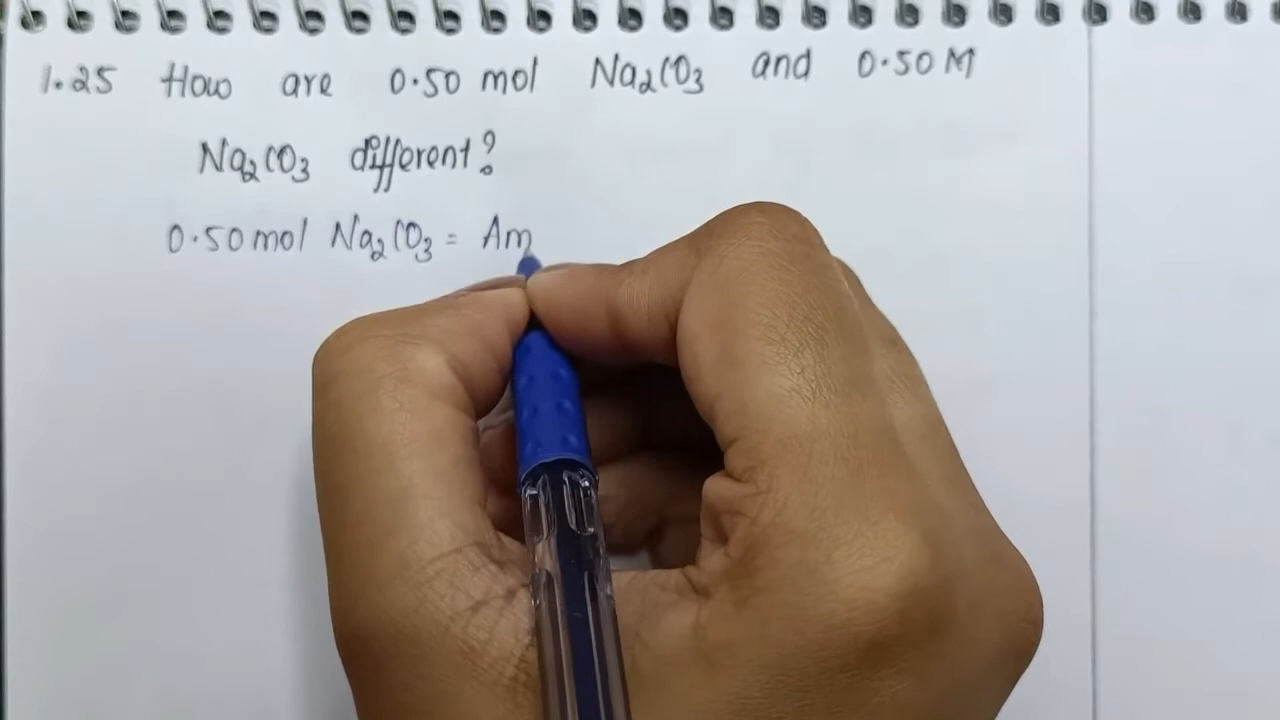 1.25 How are 0.50 mol Na₂CO₃ and 0.50 M
Na₂CO₃ different?
0.50 mol Na₂CO₃ = Am